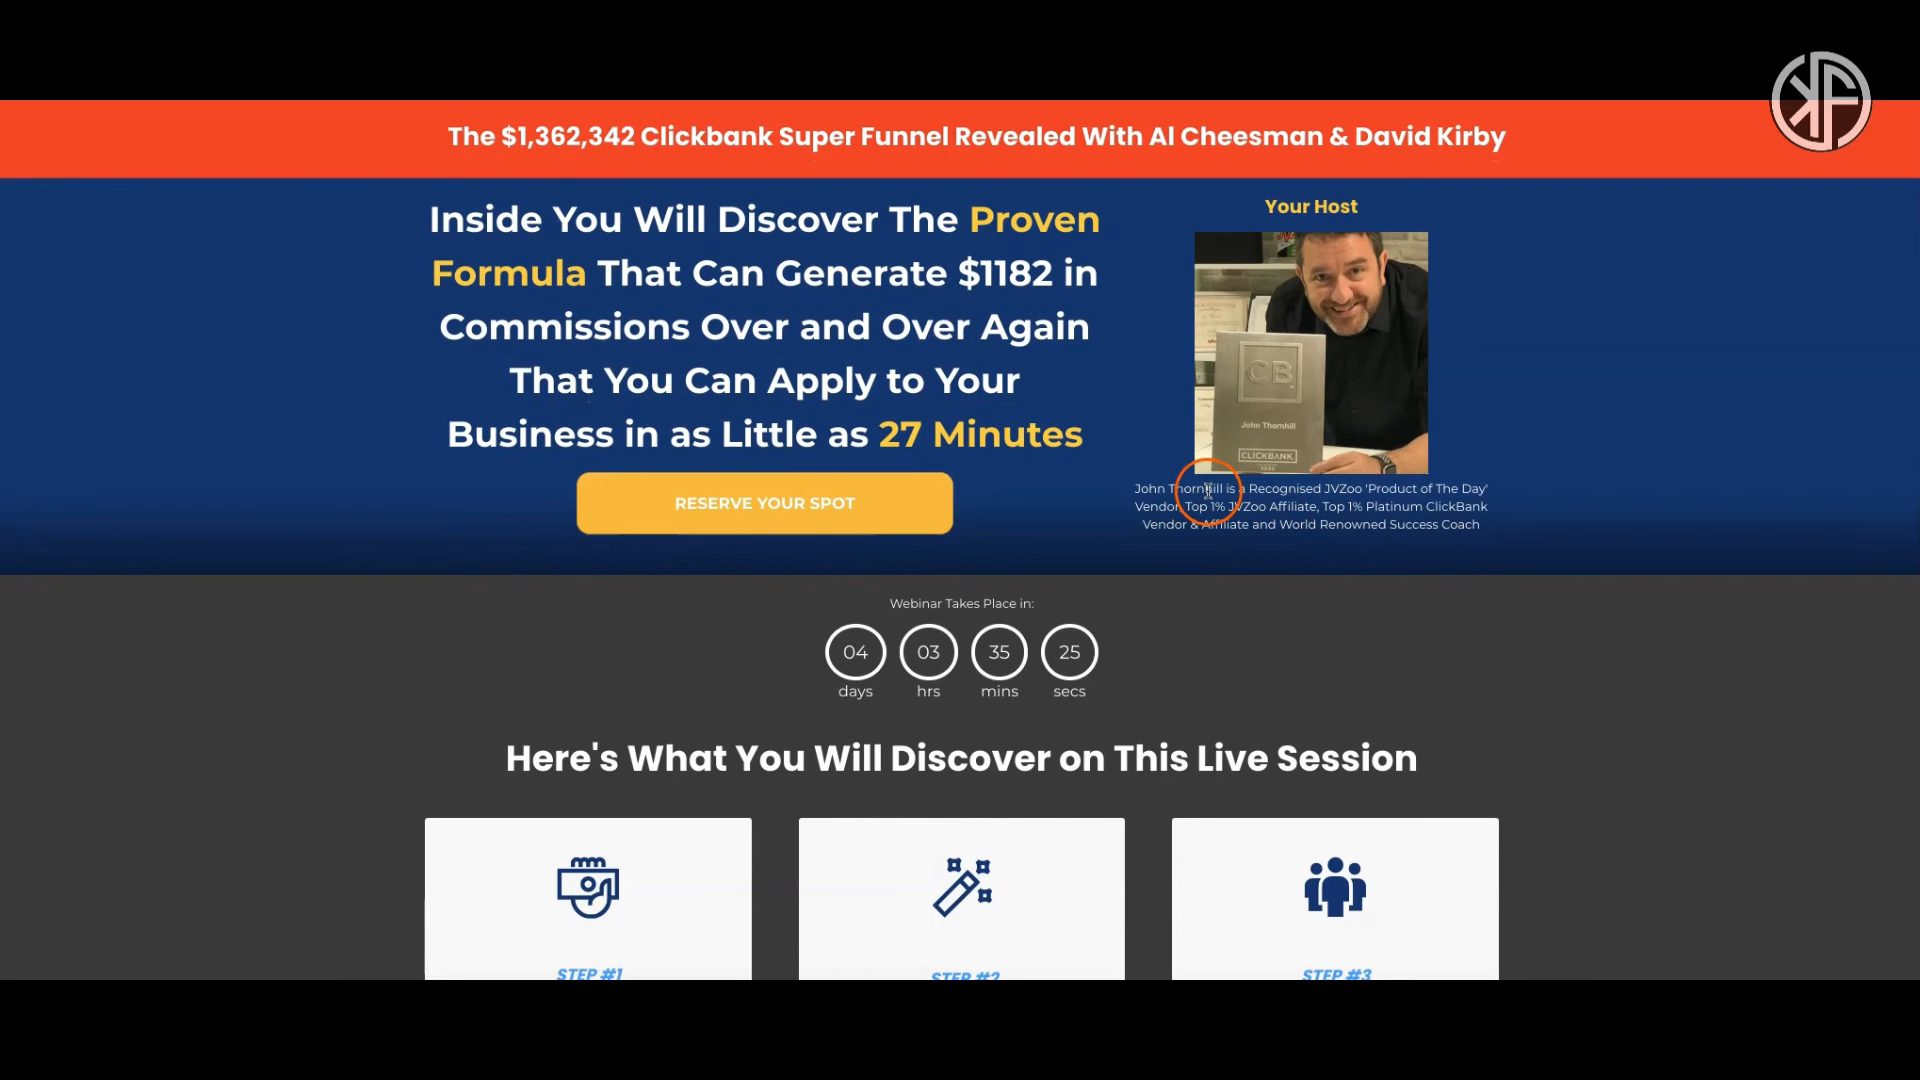 The $1,362,342 Clickbank Super Funnel Revealed With Al Cheesman & David Kirby
Inside You Will Discover The Proven
Formula That Can Generate $1182 in
Commissions Over and Over Again
That You Can Apply to Your
Business in as Little as 27 Minutes
RESERVE YOUR SPOT
Your Host
CB
John Thornhill
CLICKBANK
John Thornhill is a Recognised JVZoo 'Product of The Day'
Vendor, Top 1% JVZoo Affiliate, Top 1% Platinum ClickBank
Vendor & Affiliate and World Renowned Success Coach
Webinar Takes Place in:
04 03 35 25
days hrs mins secs
Here's What You Will Discover on This Live Session
STEP #1 STEP #2 STEP #3